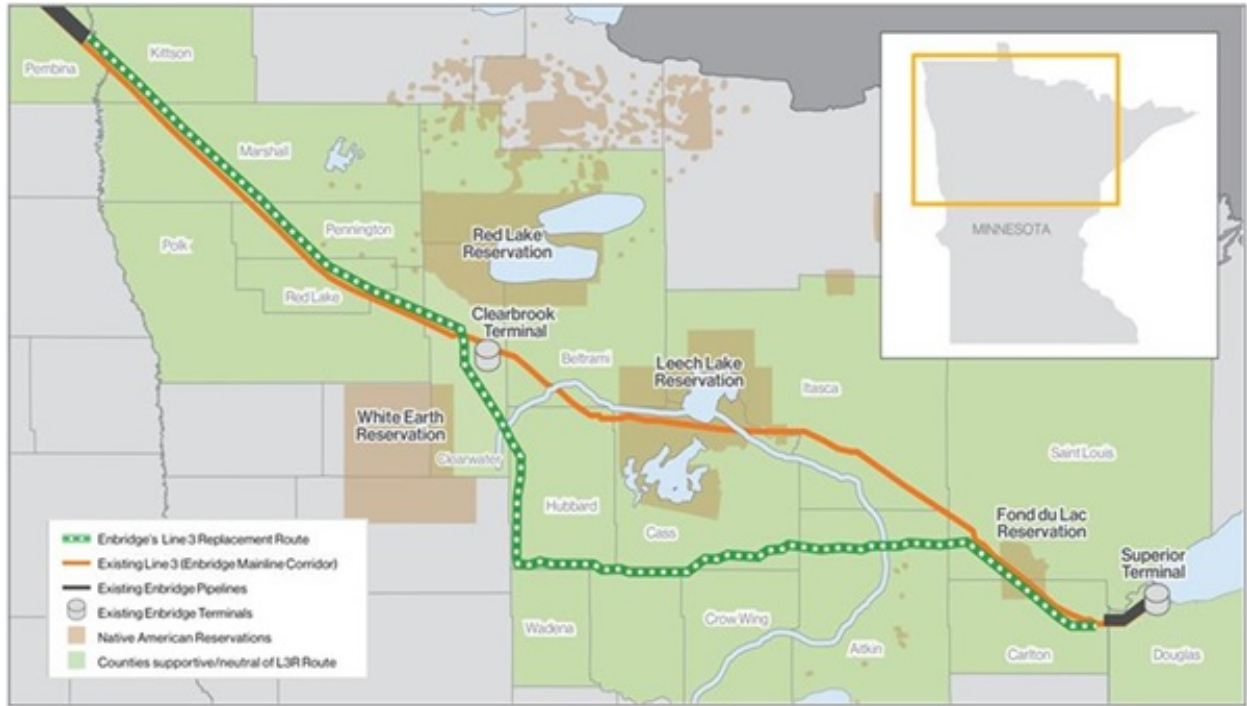 Pembina
Kittson
Marshall
Polk
Pennington
Red Lake
Red Lake
Reservation
Clearbrook
Terminal
Beltrami
Leech Lake
Reservation
Itasca
White Earth
Reservation
Clearwater
Hubbard
Cass
Saint Louis
Fond du Lac
Reservation
Superior
Terminal
Wadena
Crow Wing
Aitkin
Carlton
Douglas
MINNESOTA
Enbridge's Line 3 Replacement Route
Existing Line 3 (Enbridge Mainline Corridor)
Existing Enbridge Pipelines
Existing Enbridge Terminals
Native American Reservations
Counties supportive/neutral of L3R Route